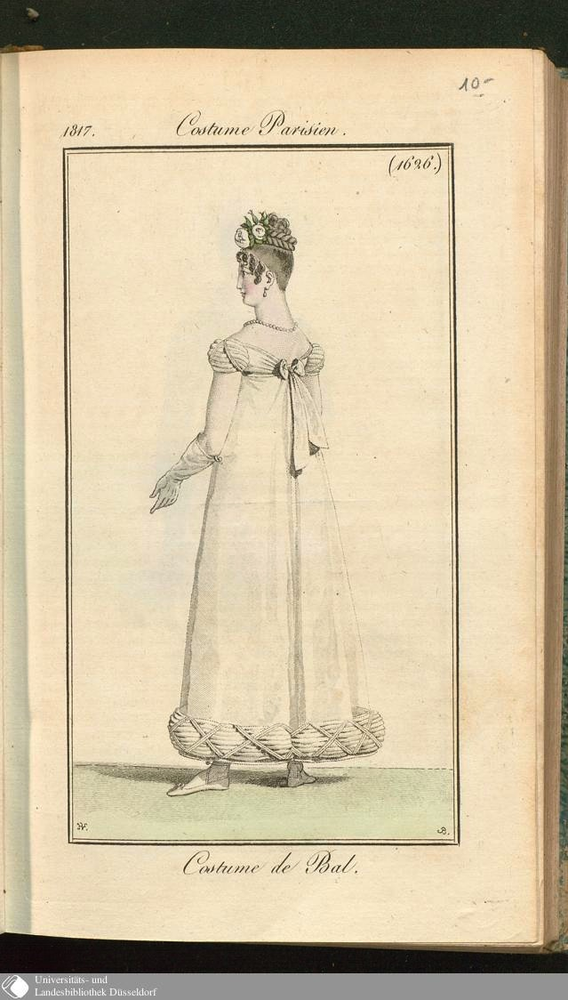 10-
1817. Costume Parisien.
(1626.)
B.
Costume de Bal.
Universitäts- und
Landesbibliothek Düsseldorf